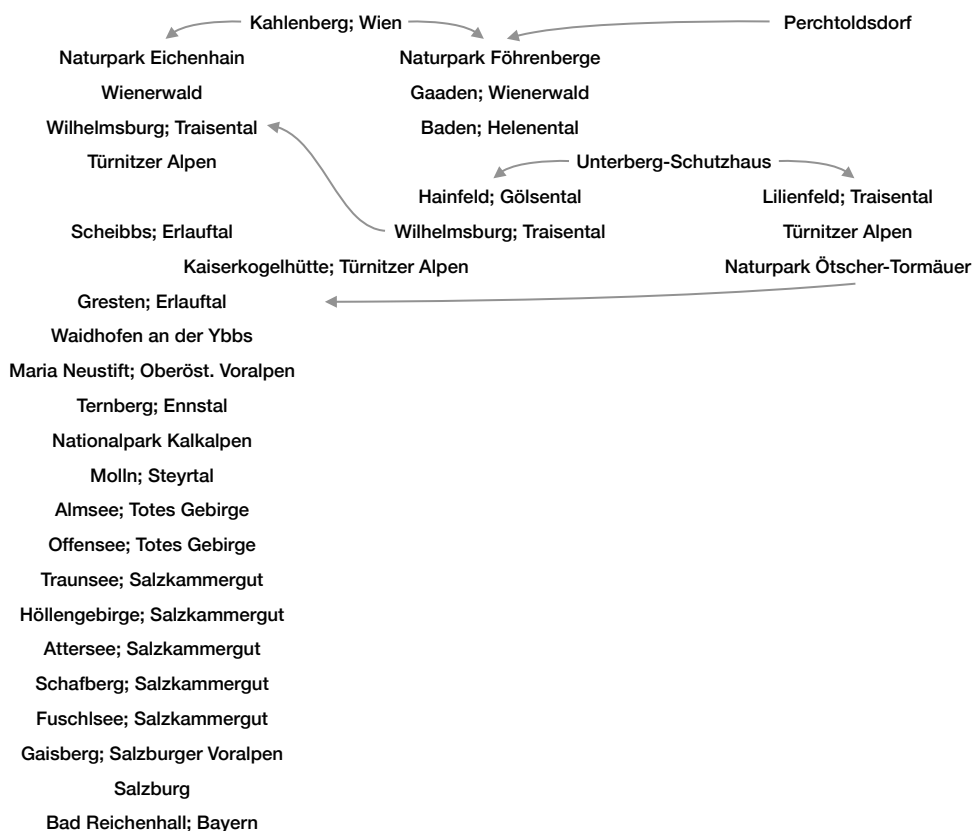 Kahlenberg; Wien Perchtoldsdorf
Naturpark Eichenhain Naturpark Föhrenberge
Wienerwald Gaaden; Wienerwald
Wilhelmsburg; Traisental Baden; Helenental
Türnitzer Alpen Unterberg-Schutzhaus
Hainfeld; Gölsental Lilienfeld; Traisental
Scheibbs; Erlauftal Wilhelmsburg; Traisental Türnitzer Alpen
Kaiserkogelhütte; Türnitzer Alpen Naturpark Ötscher-Tormäuer
Gresten; Erlauftal
Waidhofen an der Ybbs
Maria Neustift; Oberöst. Voralpen
Ternberg; Ennstal
Nationalpark Kalkalpen
Molln; Steyrtal
Almsee; Totes Gebirge
Offensee; Totes Gebirge
Traunsee; Salzkammergut
Höllengebirge; Salzkammergut
Attersee; Salzkammergut
Schafberg; Salzkammergut
Fuschlsee; Salzkammergut
Gaisberg; Salzburger Voralpen
Salzburg
Bad Reichenhall; Bayern